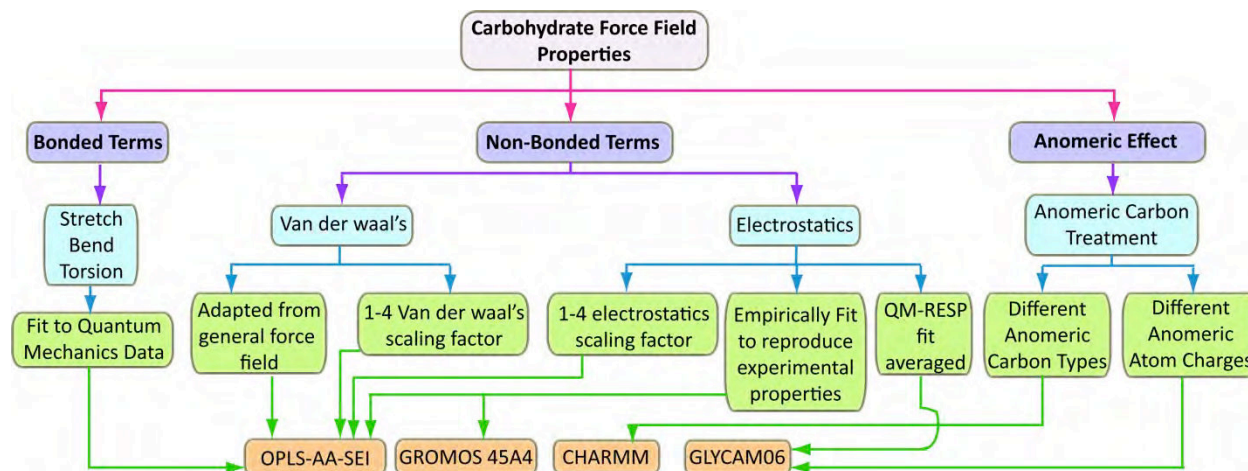 Carbohydrate Force Field
Properties
Bonded Terms
Non-Bonded Terms
Anomeric Effect
Stretch
Bend
Torsion
Van der waal's
Electrostatics
Anomeric Carbon
Treatment
Fit to Quantum
Mechanics Data
Adapted from
general force
field
1-4 Van der waal's
scaling factor
1-4 electrostatics
scaling factor
Empirically Fit
to reproduce
experimental
properties
QM-RESP
fit
averaged
Different
Anomeric
Carbon Types
Different
Anomeric
Atom Charges
OPLS-AA-SEI
GROMOS 45A4
CHARMM
GLYCAM06